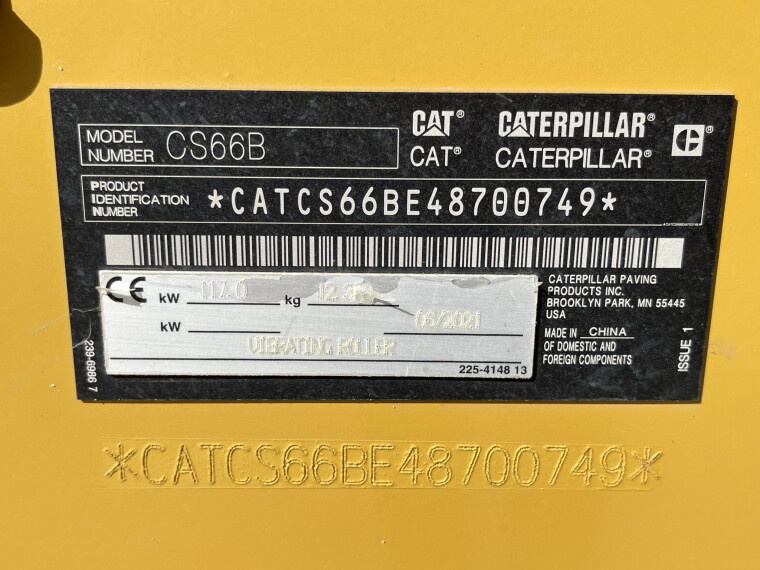 MODEL NUMBER CS66B
CAT® CATERPILLAR®
CAT® CATERPILLAR®
PRODUCT
IDENTIFICATION
NUMBER
*CATCS66BE48700749*
CE kW 117.0 kg
kW 06/2021
VIBRATING ROLLER
225-4148 13
CATERPILLAR PAVING
PRODUCTS INC.
BROOKLYN PARK, MN 55445
USA
MADE IN CHINA
OF DOMESTIC AND
FOREIGN COMPONENTS
ISSUE 1
239-6986 7
*CATCS66BE48700749*